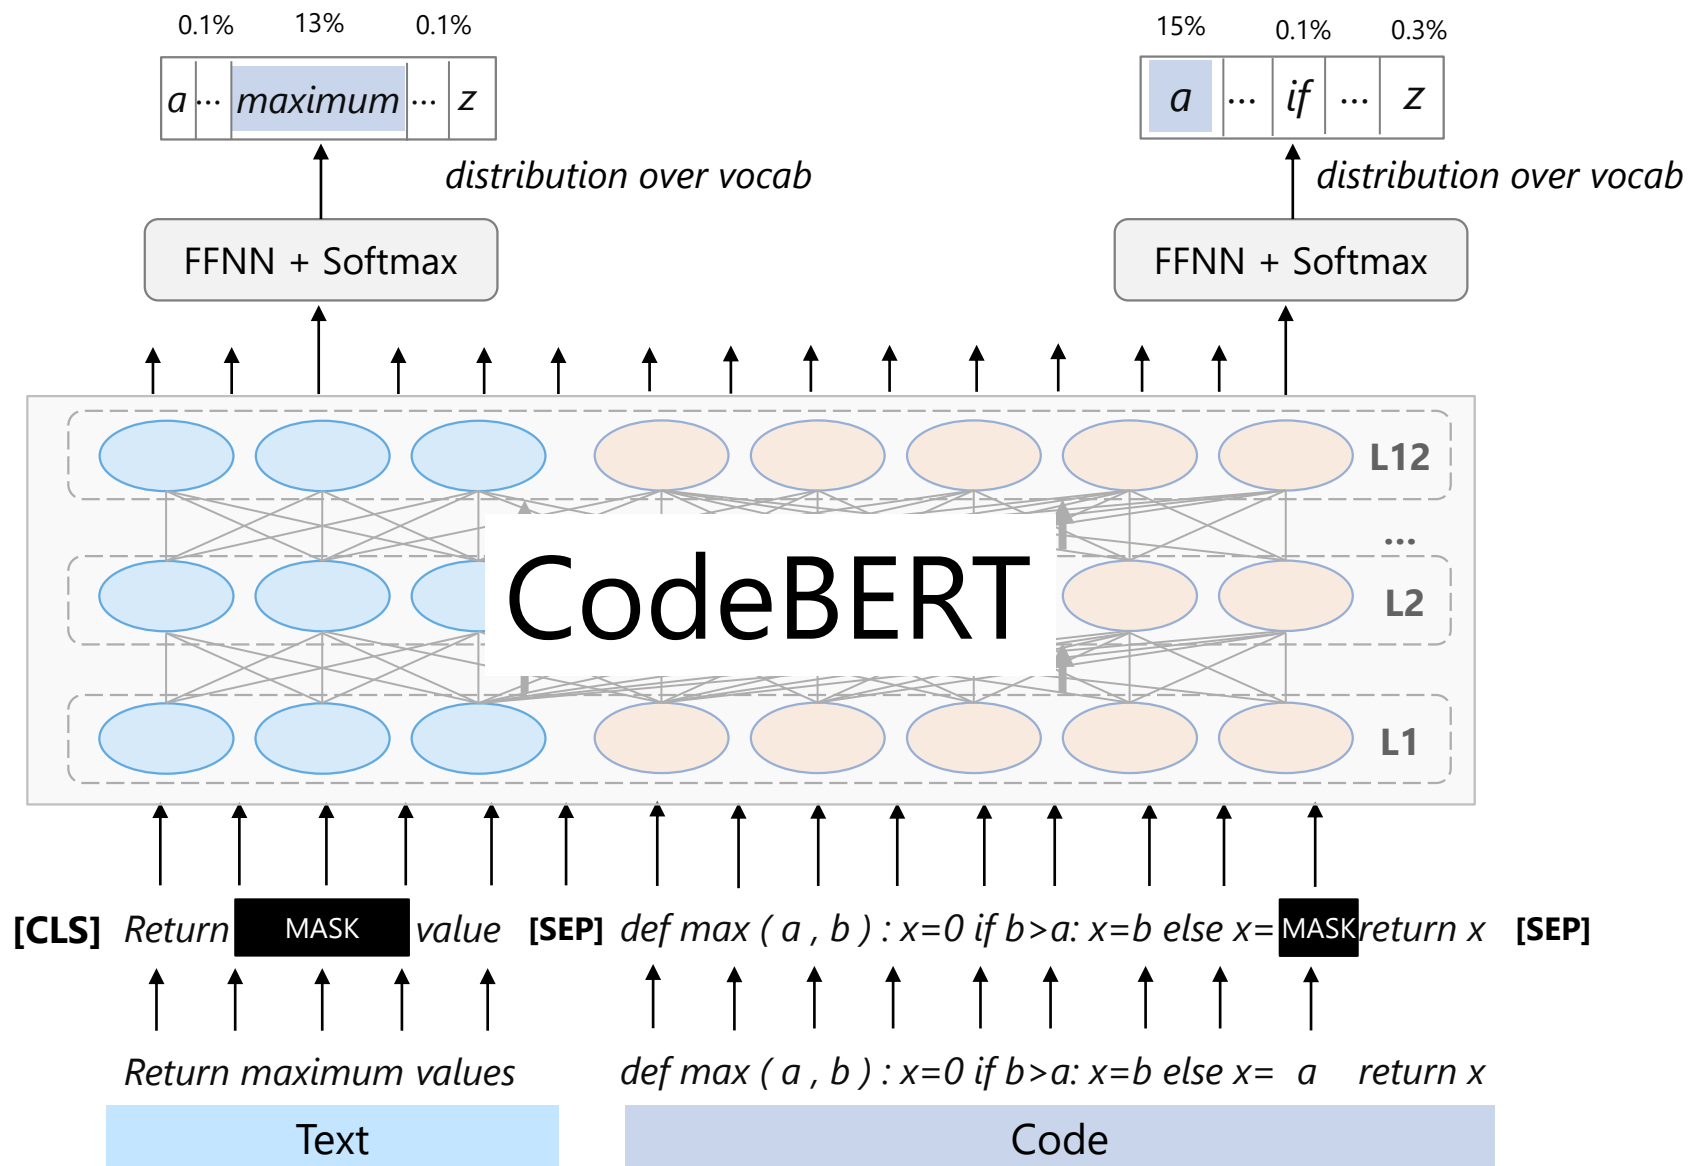 0.1% 13% 0.1% 15% 0.1% 0.3%
a ... maximum ... z a ... if ... z
distribution over vocab distribution over vocab
FFNN + Softmax FFNN + Softmax
L12
...
CodeBERT
L2
L1
[CLS] Return MASK value [SEP] def max ( a , b ) : x=0 if b>a: x=b else x= MASK return x [SEP]
Return maximum values def max ( a , b ) : x=0 if b>a: x=b else x= a return x
Text Code